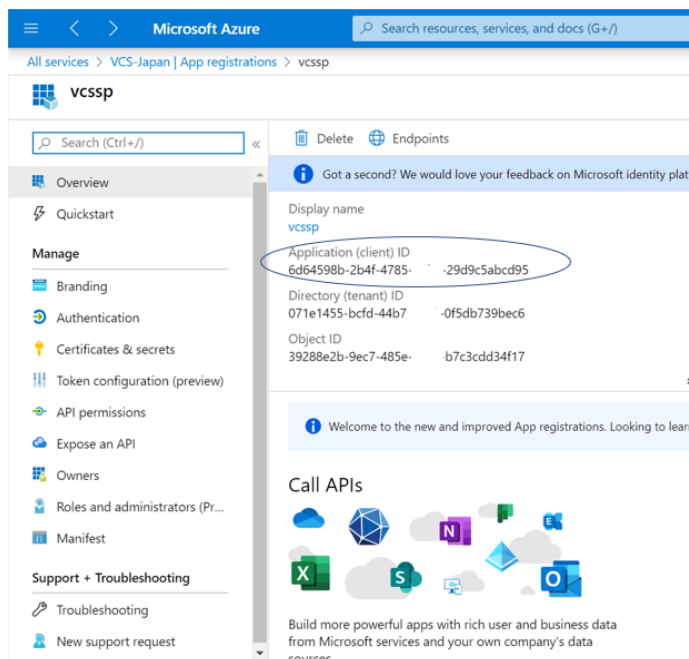 Microsoft Azure
Search resources, services, and docs (G+/)
All services > VCS-Japan | App registrations > vcssp
vcssp
Search (Ctrl+/)
«
Delete
Endpoints
Overview
Got a second? We would love your feedback on Microsoft identity plat
Quickstart
Display name
vcssp
Manage
Application (client) ID
6d64598b-2b4f-4785- -29d9c5abcd95
Branding
Directory (tenant) ID
071e1455-bcfd-44b7 -0f5db739bec6
Authentication
Object ID
39288e2b-9ec7-485e- b7c3cdd34f17
Certificates & secrets
Token configuration (preview)
API permissions
Welcome to the new and improved App registrations. Looking to lear
Expose an API
Owners
Call APIs
Roles and administrators (Pr...
Manifest
N
X
S
E
O
Support + Troubleshooting
Troubleshooting
Build more powerful apps with rich user and business data
New support request
from Microsoft services and your own company's data
sources